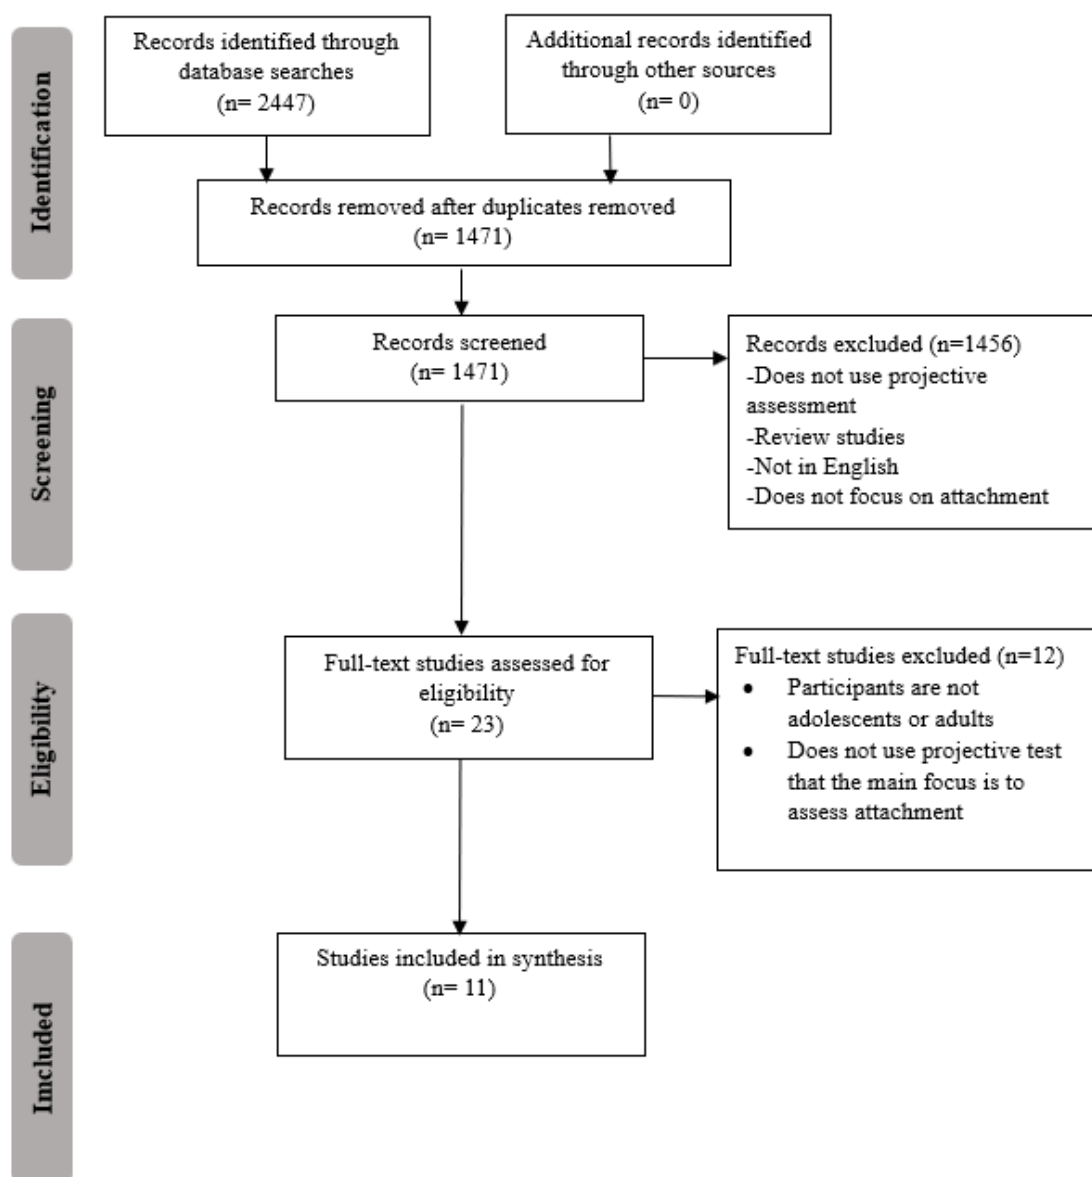 Identification
Records identified through
database searches
(n= 2447)
Additional records identified
through other sources
(n= 0)
Records removed after duplicates removed
(n= 1471)
Screening
Records screened
(n= 1471)
Records excluded (n=1456)
-Does not use projective
assessment
-Review studies
-Not in English
-Does not focus on attachment
Eligibility
Full-text studies assessed for
eligibility
(n= 23)
Full-text studies excluded (n=12)
• Participants are not
adolescents or adults
• Does not use projective test
that the main focus is to
assess attachment
Imcluded
Studies included in synthesis
(n= 11)